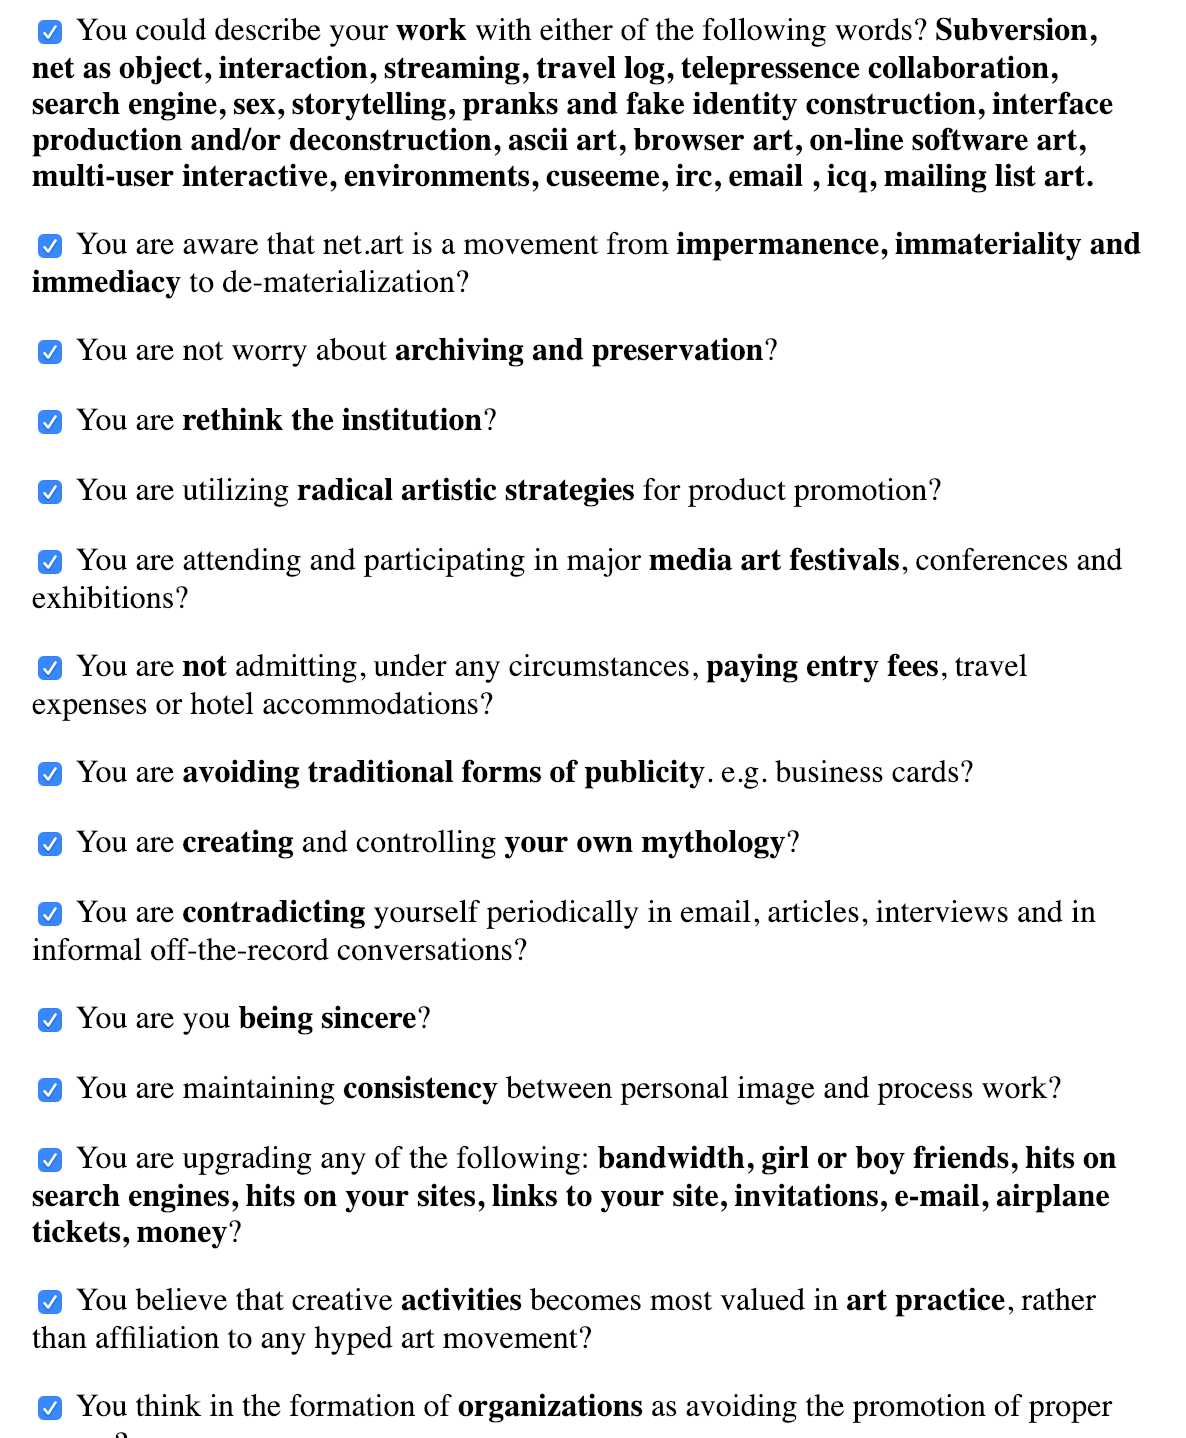 You could describe your work with either of the following words? Subversion,
net as object, interaction, streaming, travel log, telepressence collaboration,
search engine, sex, storytelling, pranks and fake identity construction, interface
production and/or deconstruction, ascii art, browser art, on-line software art,
multi-user interactive, environments, cuseeme, irc, email , icq, mailing list art.
You are aware that net.art is a movement from impermanence, immateriality and
immediacy to de-materialization?
You are not worry about archiving and preservation?
You are rethink the institution?
You are utilizing radical artistic strategies for product promotion?
You are attending and participating in major media art festivals, conferences and
exhibitions?
You are not admitting, under any circumstances, paying entry fees, travel
expenses or hotel accommodations?
You are avoiding traditional forms of publicity. e.g. business cards?
You are creating and controlling your own mythology?
You are contradicting yourself periodically in email, articles, interviews and in
informal off-the-record conversations?
You are you being sincere?
You are maintaining consistency between personal image and process work?
You are upgrading any of the following: bandwidth, girl or boy friends, hits on
search engines, hits on your sites, links to your site, invitations, e-mail, airplane
tickets, money?
You believe that creative activities becomes most valued in art practice, rather
than affiliation to any hyped art movement?
You think in the formation of organizations as avoiding the promotion of proper